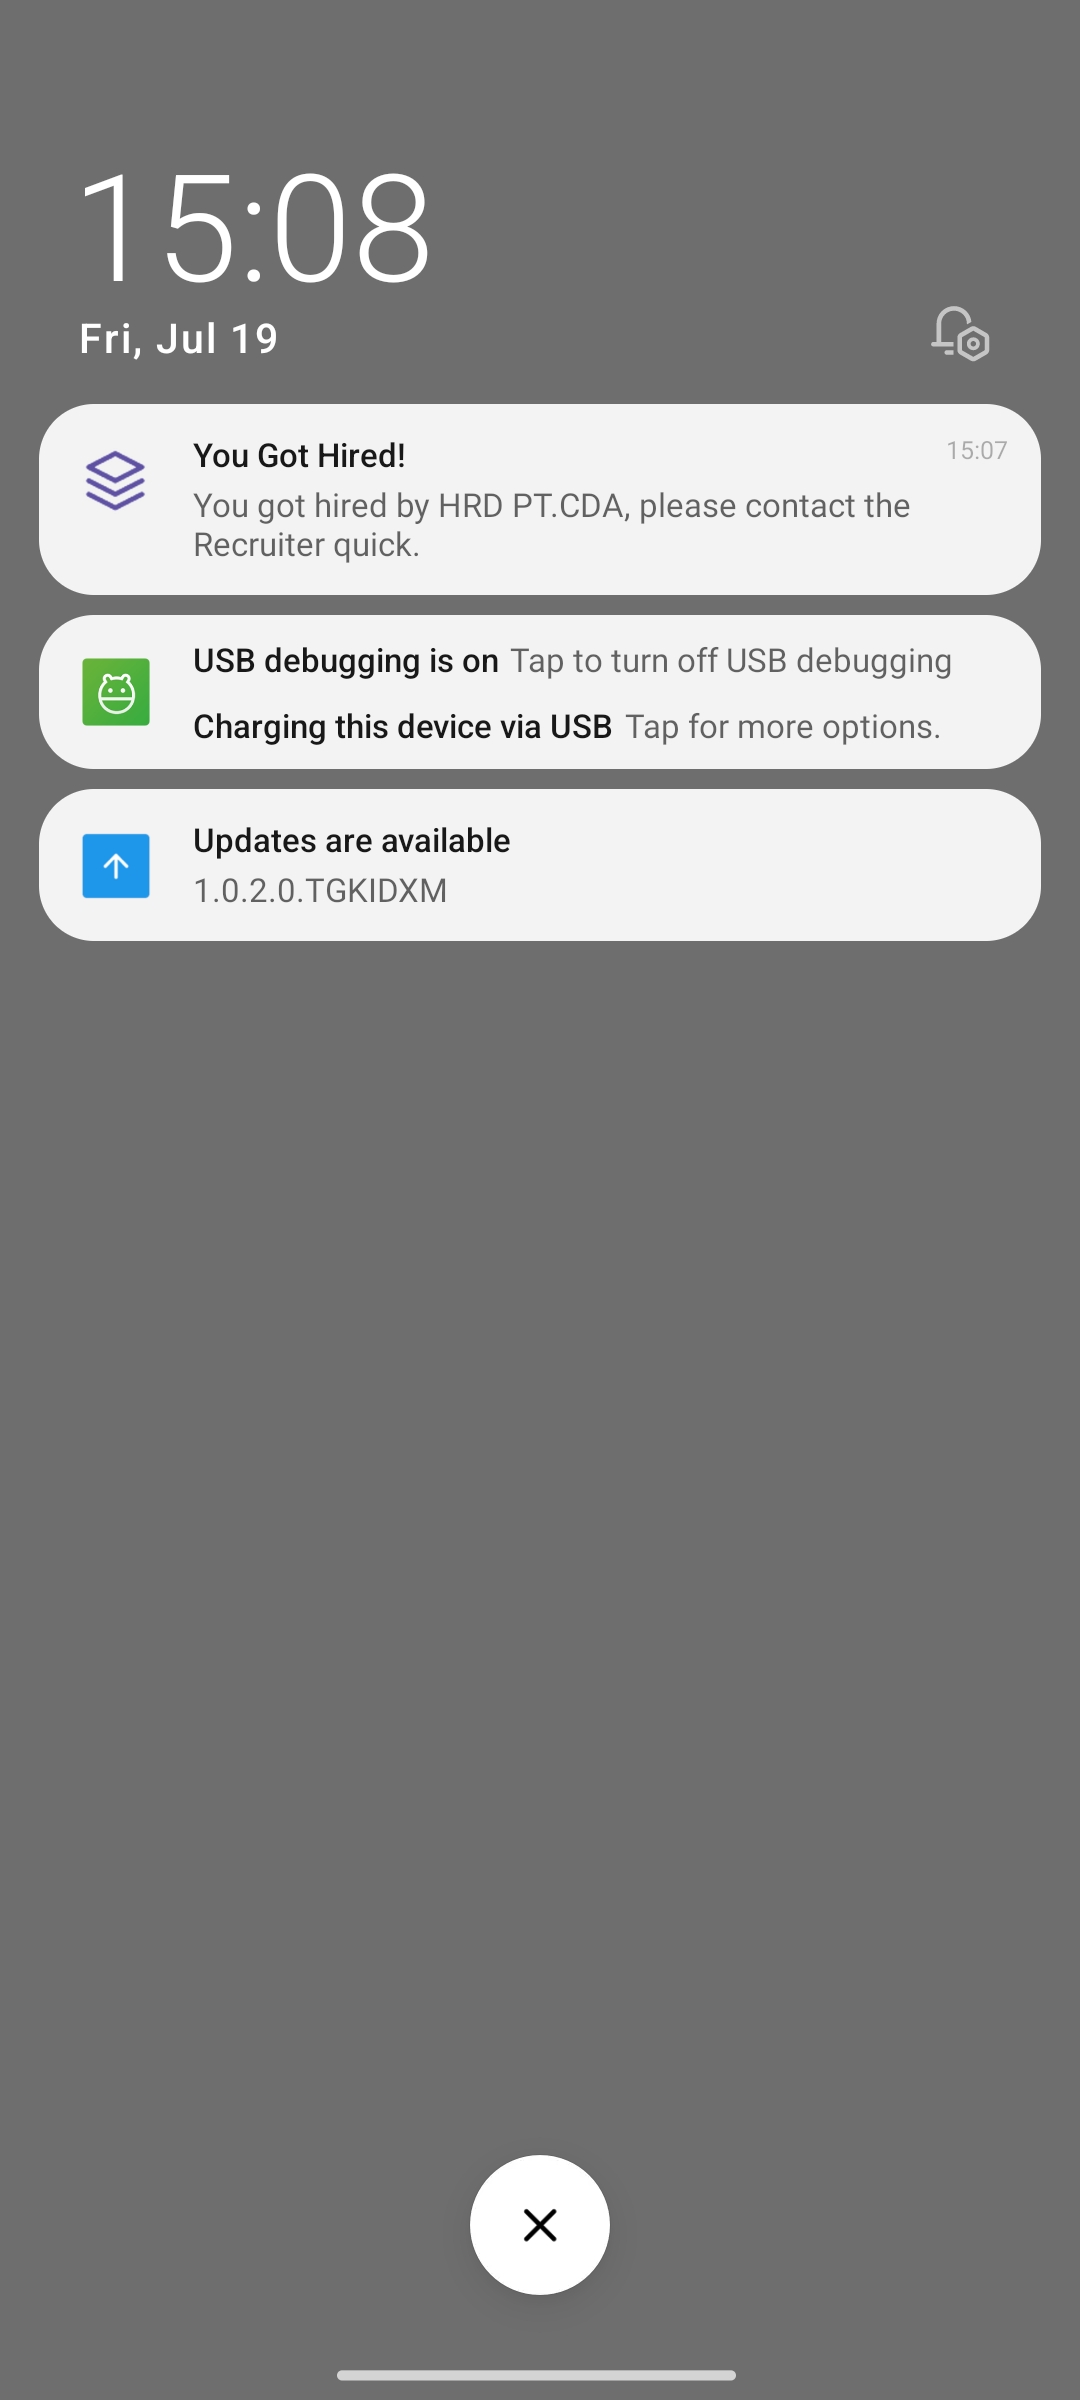 15:08
Fri, Jul 19
You Got Hired!
15:07
You got hired by HRD PT.CDA, please contact the
Recruiter quick.
USB debugging is on Tap to turn off USB debugging
Charging this device via USB Tap for more options.
Updates are available
1.0.2.0.TGKIDXM